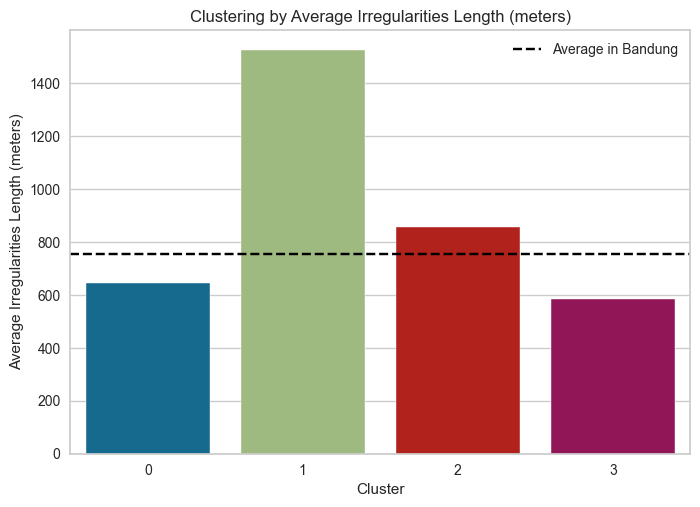 Clustering by Average Irregularities Length (meters)
Average in Bandung
Average Irregularities Length (meters)
1400
1200
1000
800
600
400
200
0
0 1 2 3
Cluster